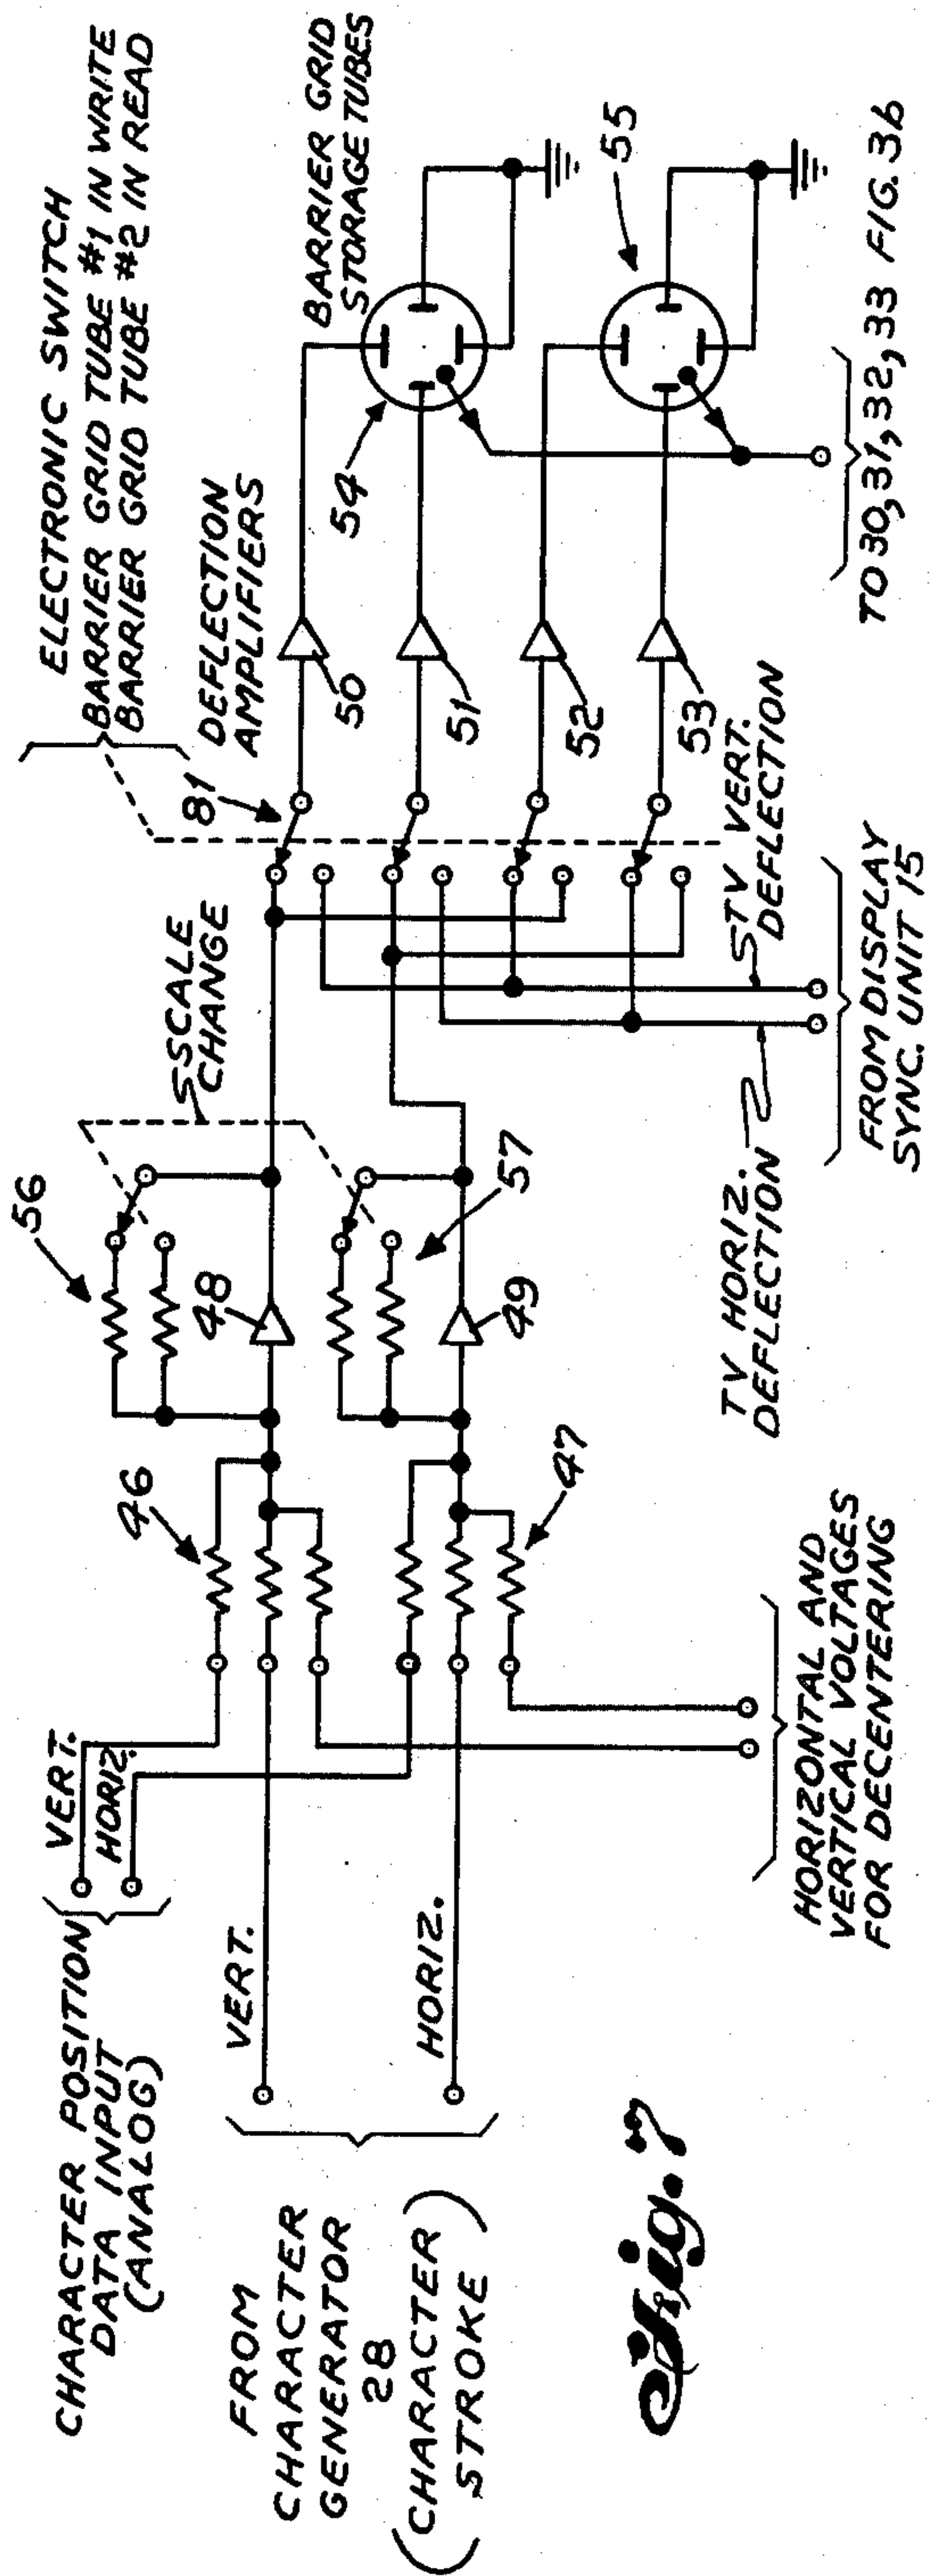 CHARACTER POSITION
DATA INPUT
(ANALOG)
VERT.
HORIZ.
FROM
CHARACTER
GENERATOR
28
(CHARACTER
STROKE)
VERT.
HORIZ.
46
47
HORIZONTAL AND
VERTICAL VOLTAGES
FOR DECENTERING
56
48
57
49
SCALE
CHANGE
TV HORIZ.
DEFLECTION
TV VERT.
DEFLECTION
FROM DISPLAY
SYNC. UNIT 15
ELECTRONIC SWITCH
BARRIER GRID TUBE #1 IN WRITE
BARRIER GRID TUBE #2 IN READ
81
DEFLECTION
AMPLIFIERS
50
51
52
53
54
BARRIER GRID
STORAGE TUBES
55
TO 30,31,32,33 FIG. 3b
Fig. 7